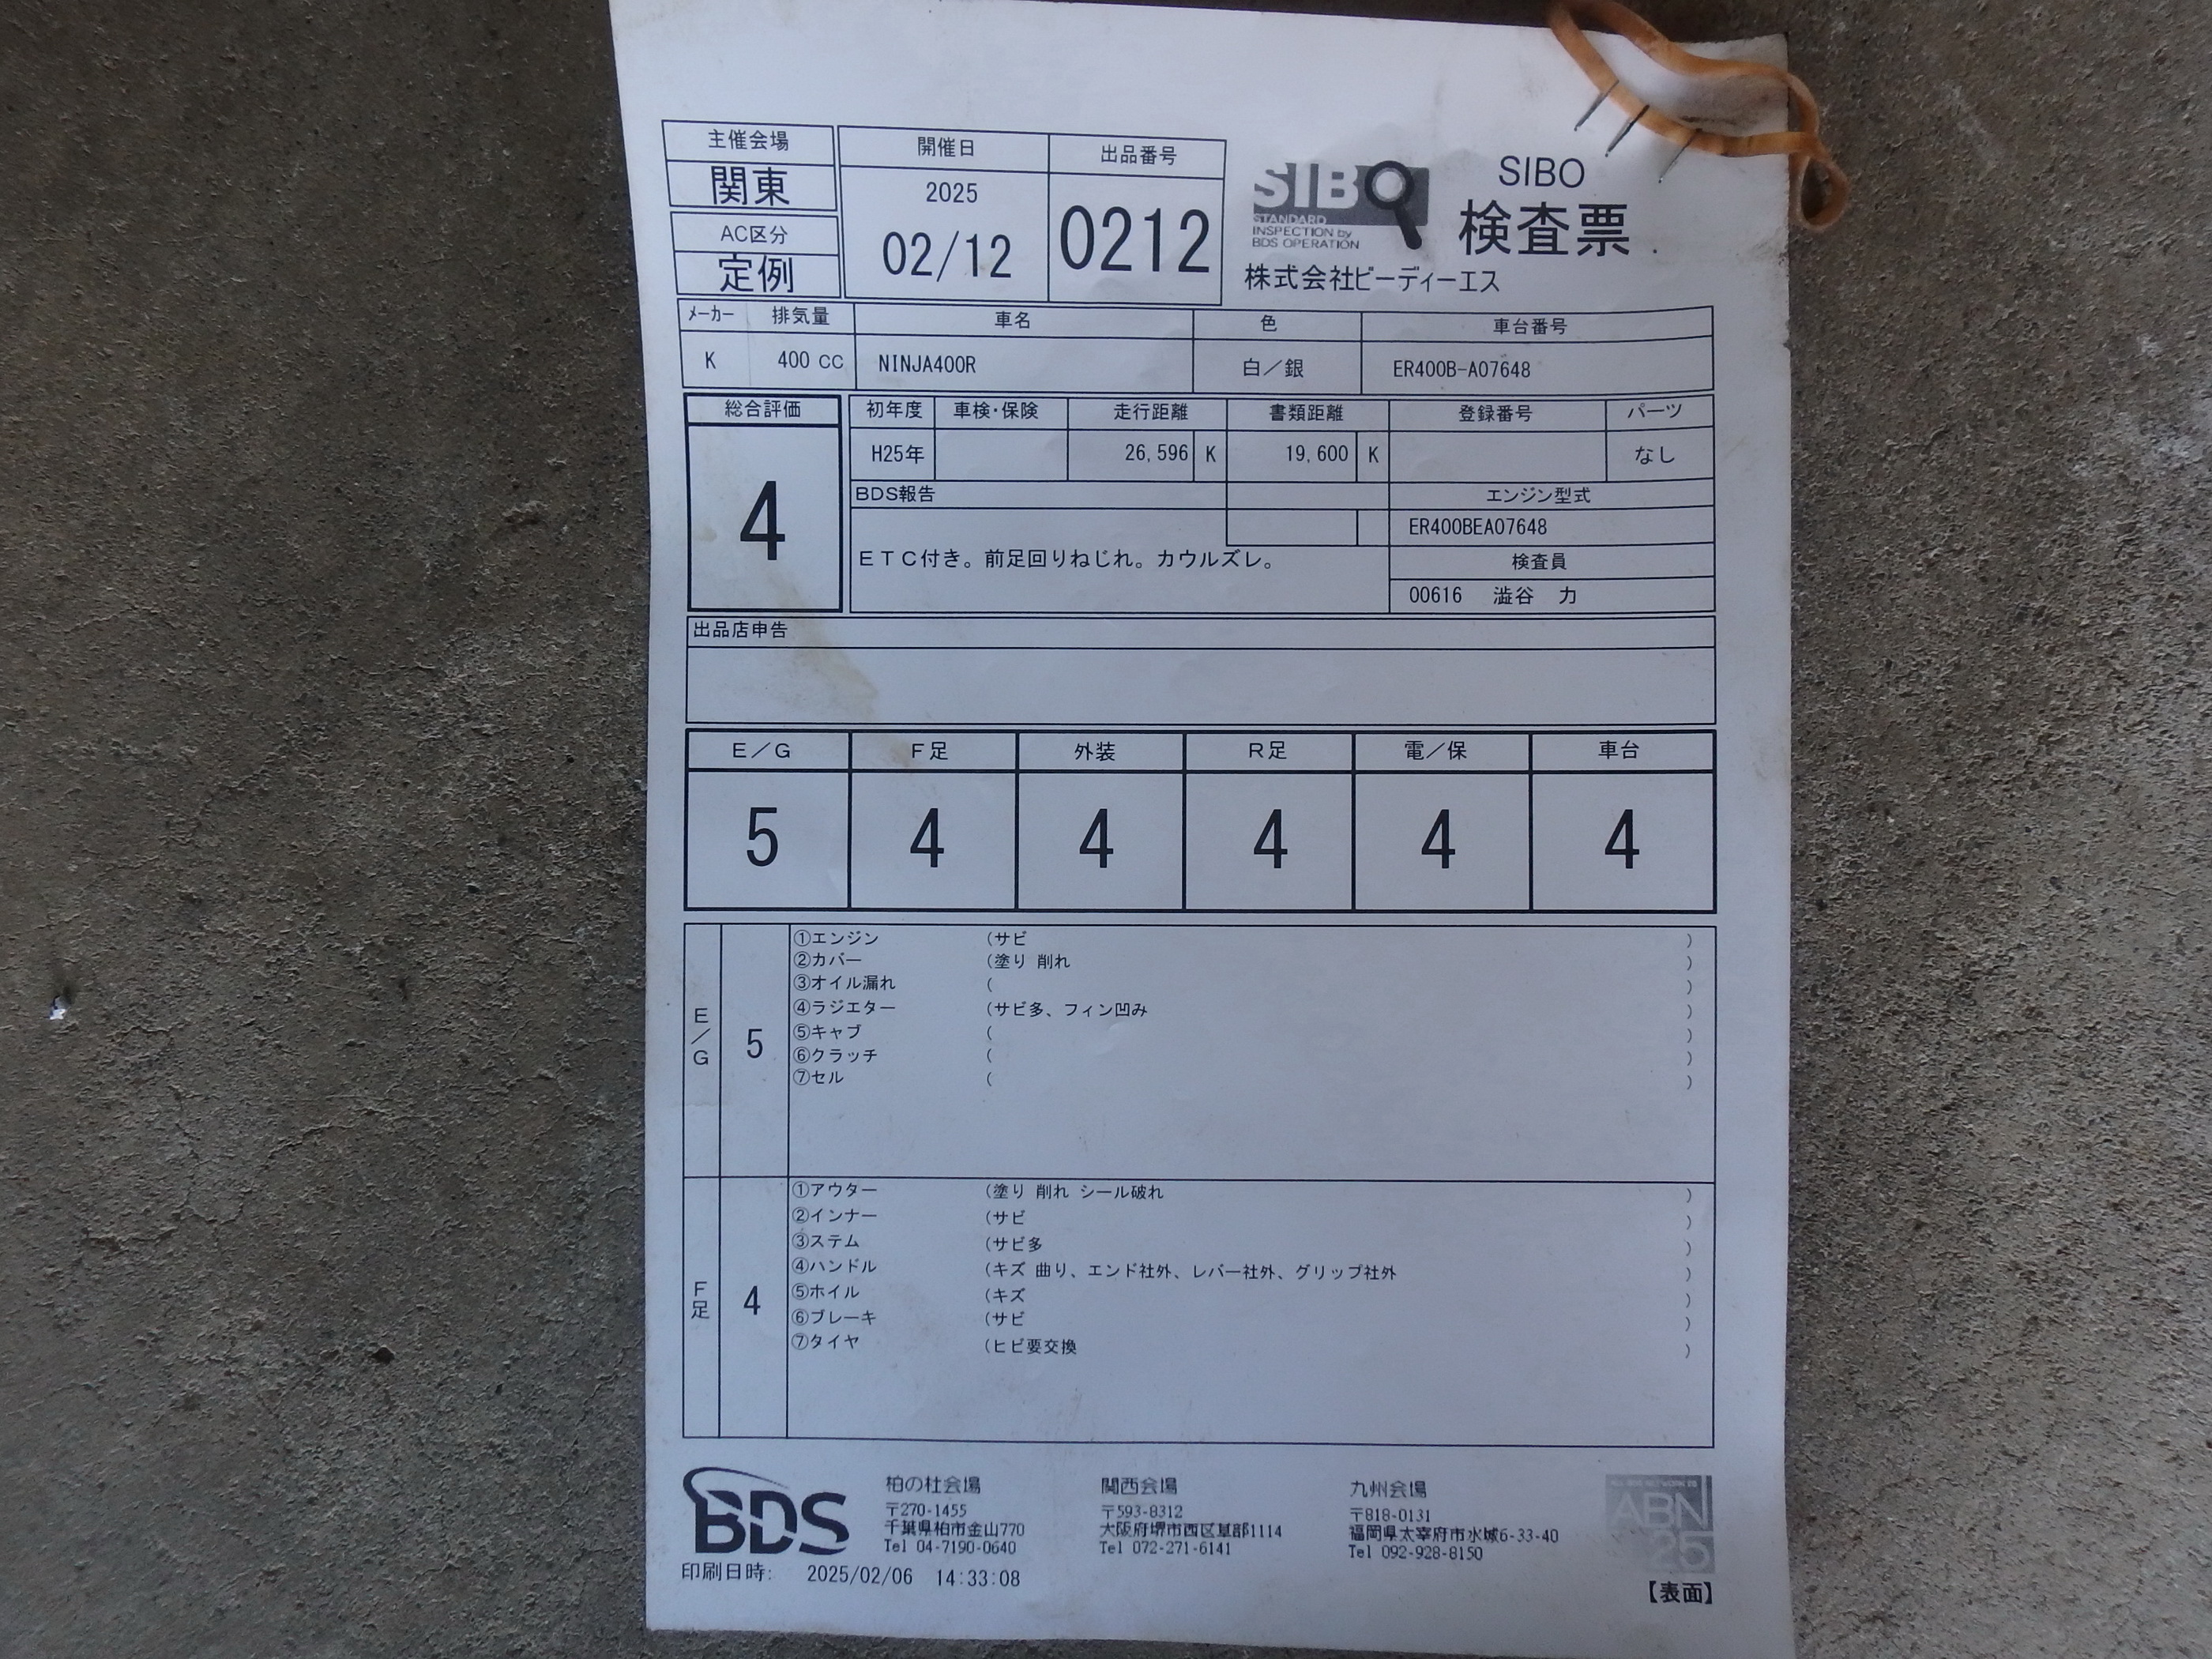 主催会場
関東
AC区分
定例
開催日
2025
02/12
出品番号
0212
SIBO
STANDARD
INSPECTION by
BDS OPERATION
SIBO
検査票
株式会社ビーディーエス
メーカー 排気量 車名 色 車台番号
K 400 CC NINJA400R 白／銀 ER400B-A07648
総合評価
4
初年度 車検・保険 走行距離 書類距離 登録番号 パーツ
H25年 26,596 K 19,600 K なし
BDS報告 エンジン型式
ER400BEA07648
ＥＴＣ付き。前足回りねじれ。カウルズレ。
検査員
00616 澁谷 力
出品店申告
Ｅ／Ｇ Ｆ足 外装 Ｒ足 電／保 車台
5 4 4 4 4 4
Ｅ／Ｇ
5
①エンジン (サビ )
②カバー (塗り 削れ )
③オイル漏れ ( )
④ラジエター (サビ多、フィン凹み )
⑤キャブ ( )
⑥クラッチ ( )
⑦セル ( )
Ｆ足
4
①アウター (塗り 削れ シール破れ )
②インナー (サビ )
③ステム (サビ多 )
④ハンドル (キズ 曲り、エンド社外、レバー社外、グリップ社外 )
⑤ホイル (キズ )
⑥ブレーキ (サビ )
⑦タイヤ (ヒビ要交換 )
BDS
柏の杜会場
〒270-1455
千葉県柏市金山770
Tel 04-7190-0640
関西会場
〒593-8312
大阪府堺市西区草部1114
Tel 072-271-6141
九州会場
〒818-0131
福岡県太宰府市水城6-33-40
Tel 092-928-8150
ABN
25
印刷日時: 2025/02/06 14:33:08
【表面】